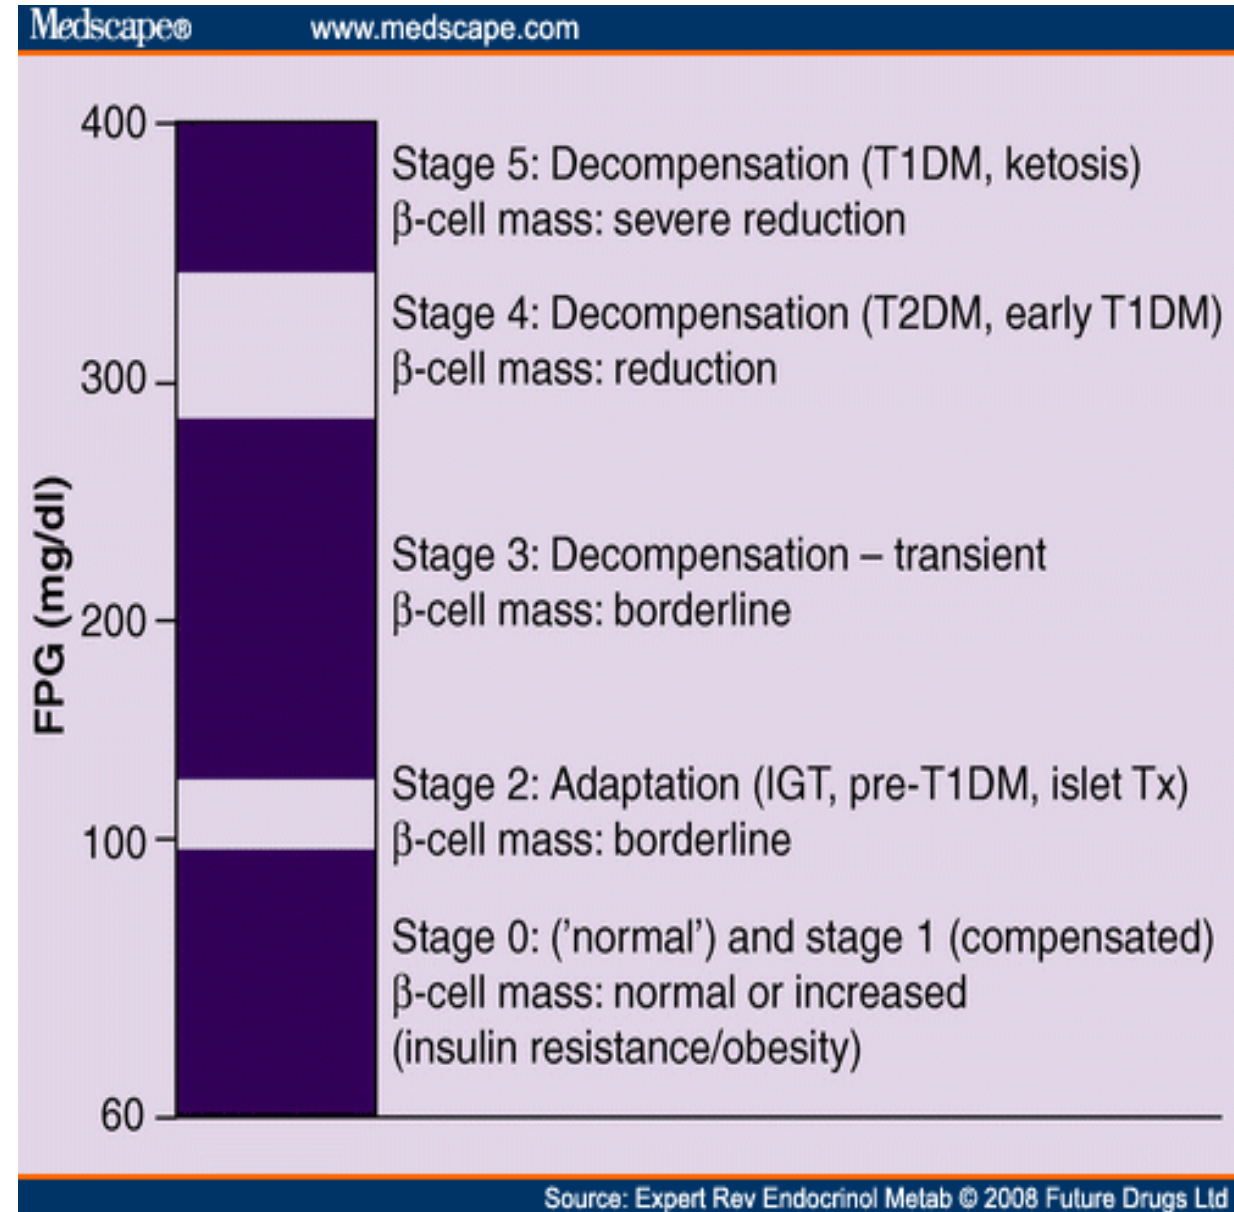 Medscape® www.medscape.com
400
Stage 5: Decompensation (T1DM, ketosis)
β-cell mass: severe reduction
Stage 4: Decompensation (T2DM, early T1DM)
β-cell mass: reduction
300
FPG (mg/dl)
Stage 3: Decompensation – transient
β-cell mass: borderline
200
Stage 2: Adaptation (IGT, pre-T1DM, islet Tx)
β-cell mass: borderline
100
Stage 0: ('normal') and stage 1 (compensated)
β-cell mass: normal or increased
(insulin resistance/obesity)
60
Source: Expert Rev Endocrinol Metab © 2008 Future Drugs Ltd